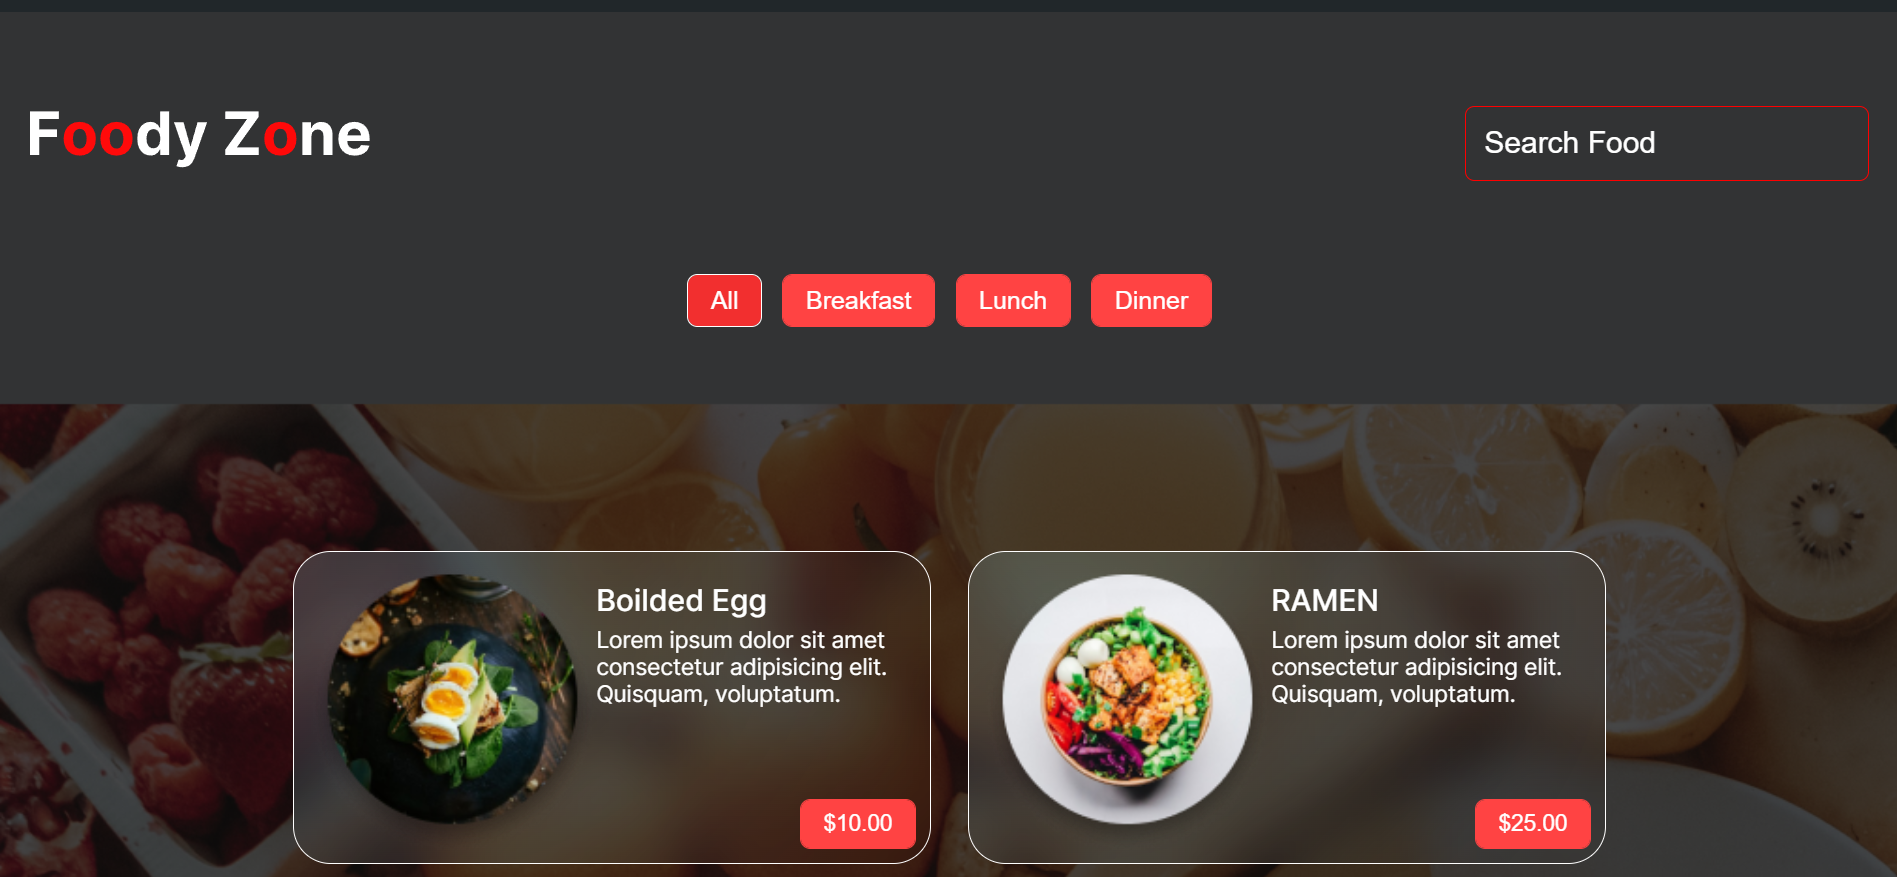 Foody Zone
Search Food
All
Breakfast
Lunch
Dinner
Boilded Egg
Lorem ipsum dolor sit amet
consectetur adipisicing elit.
Quisquam, voluptatum.
$10.00
RAMEN
Lorem ipsum dolor sit amet
consectetur adipisicing elit.
Quisquam, voluptatum.
$25.00